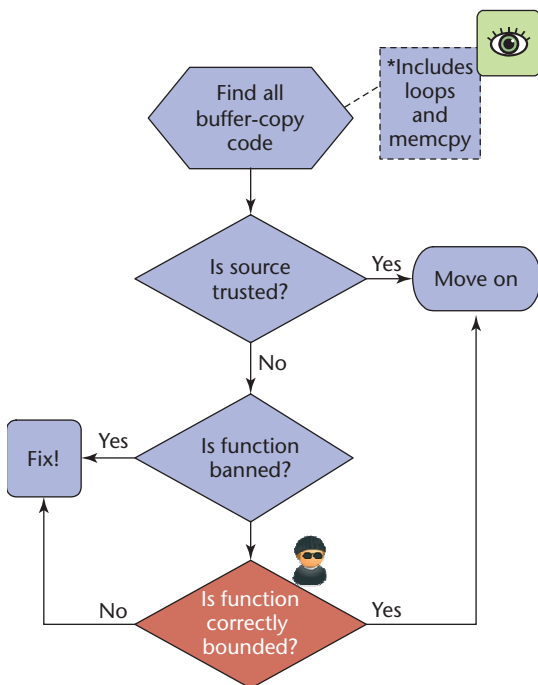 Find all
buffer-copy
code
*Includes
loops
and
memcpy
Is source
trusted?
Yes
Move on
No
Is function
banned?
Yes
Fix!
Is function
correctly
bounded?
No
Yes